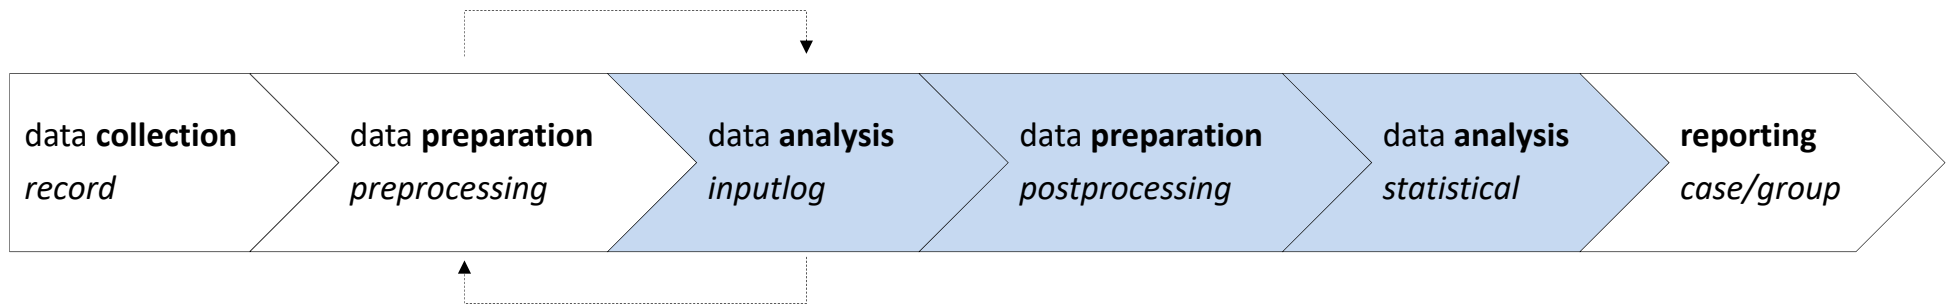 data collection
record
data preparation
preprocessing
data analysis
inputlog
data preparation
postprocessing
data analysis
statistical
reporting
case/group